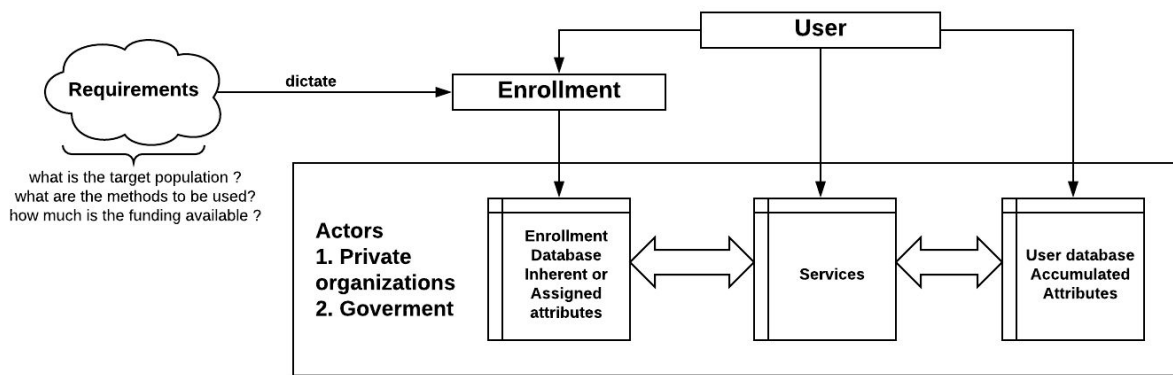 User
Requirements
dictate
Enrollment
what is the target population ?
what are the methods to be used?
how much is the funding available ?
Actors
1. Private
organizations
2. Goverment
Enrollment
Database
Inherent or
Assigned
attributes
Services
User database
Accumulated
Attributes